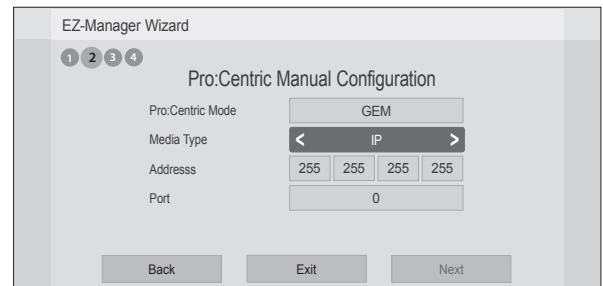 EZ-Manager Wizard
1 2 3 4
Pro:Centric Manual Configuration
Pro:Centric Mode GEM
Media Type < IP >
Addresss 255 255 255 255
Port 0
Back Exit Next